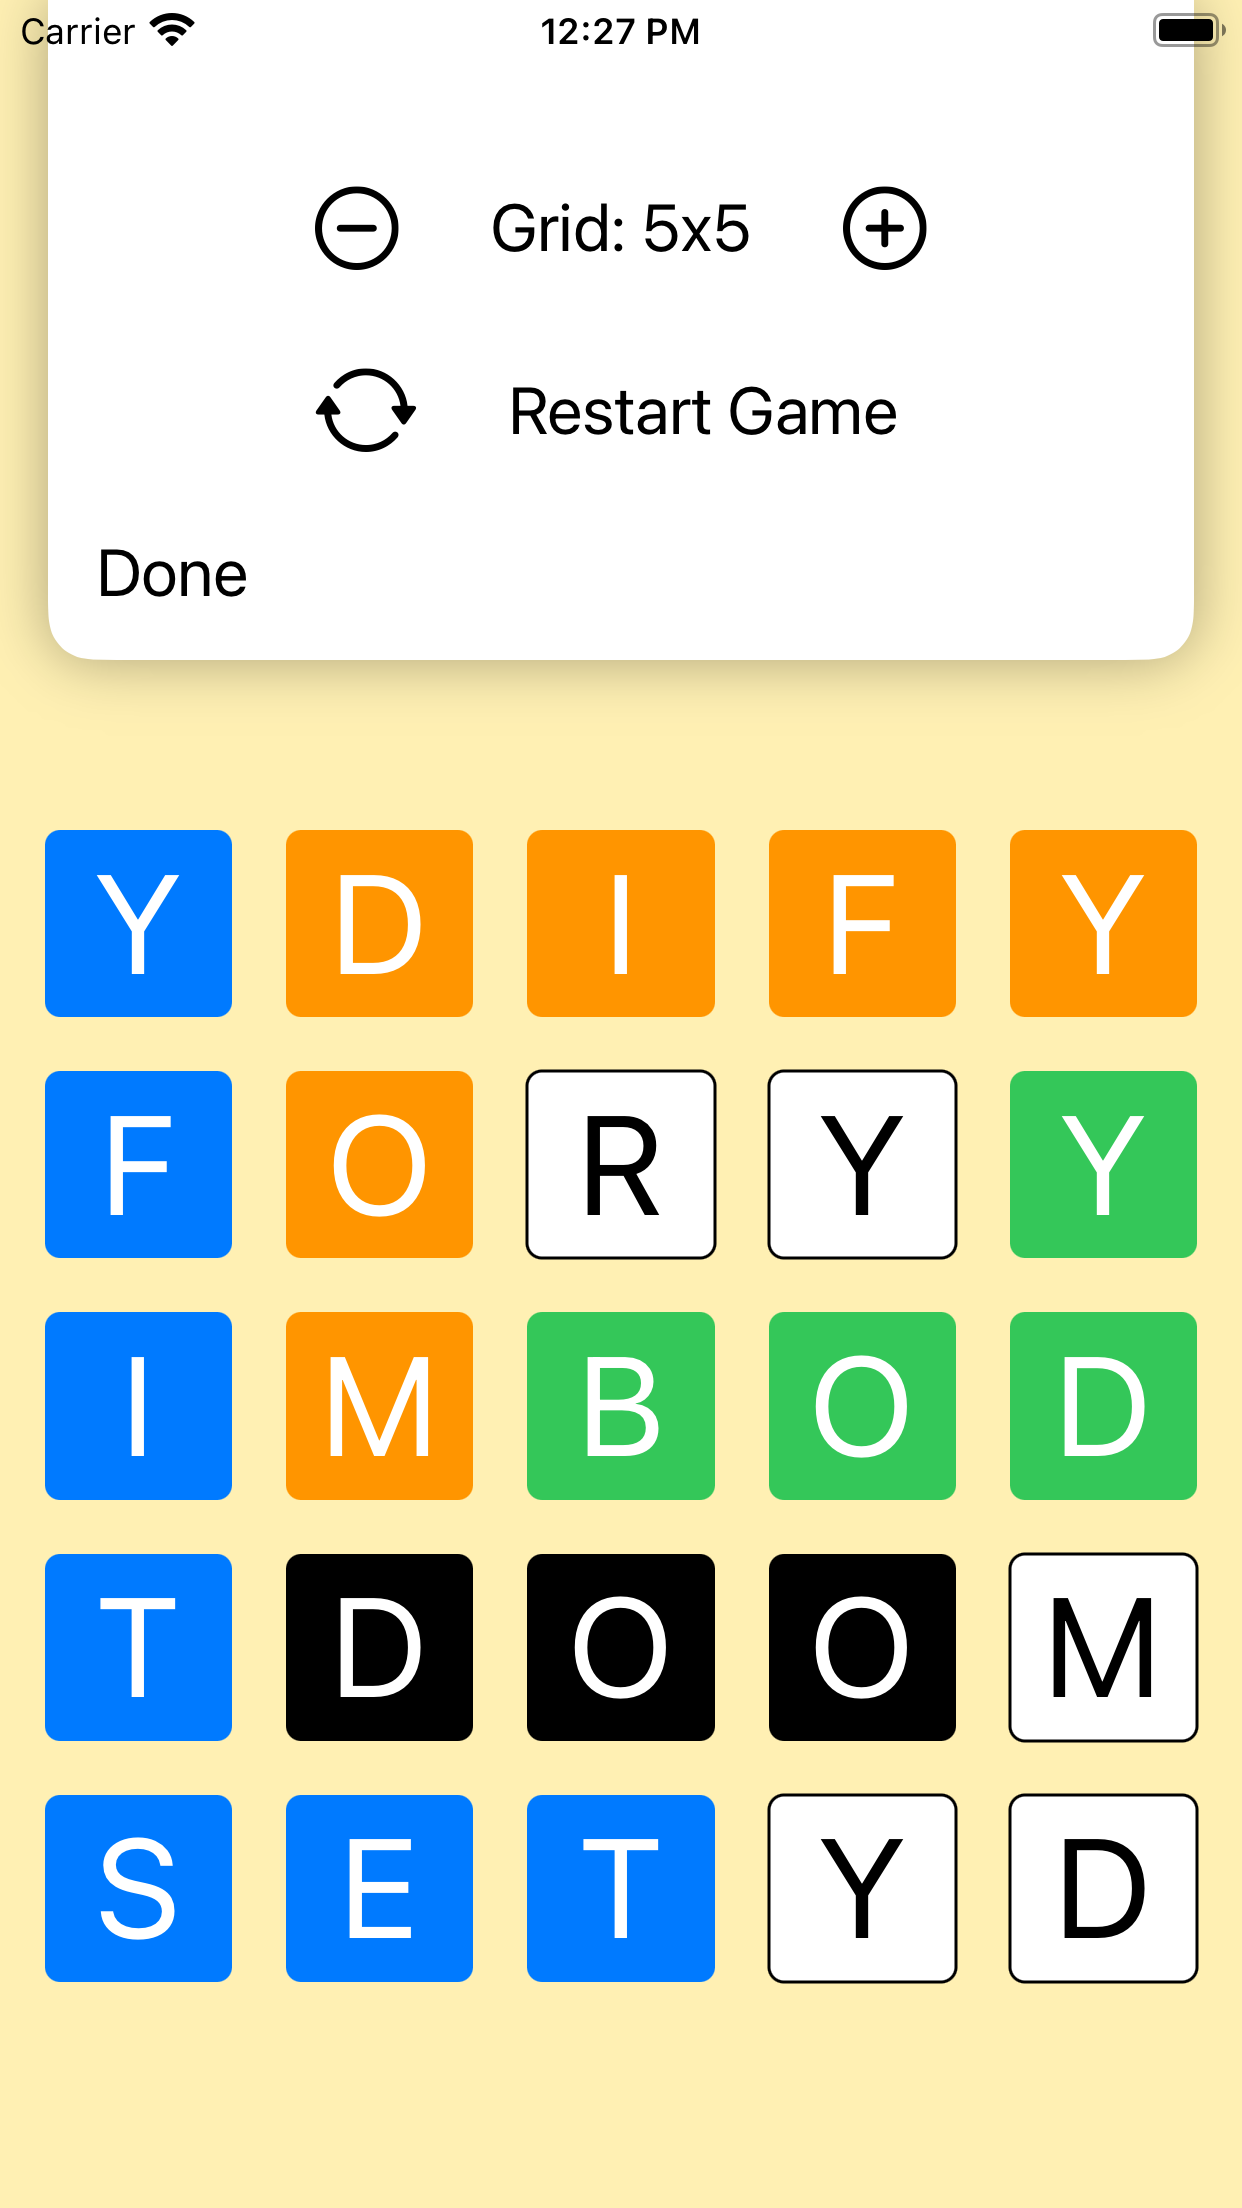 Carrier 12:27 PM
Grid: 5x5
Restart Game
Done
Y D I F Y
F O R Y Y
I M B O D
T D O O M
S E T Y D